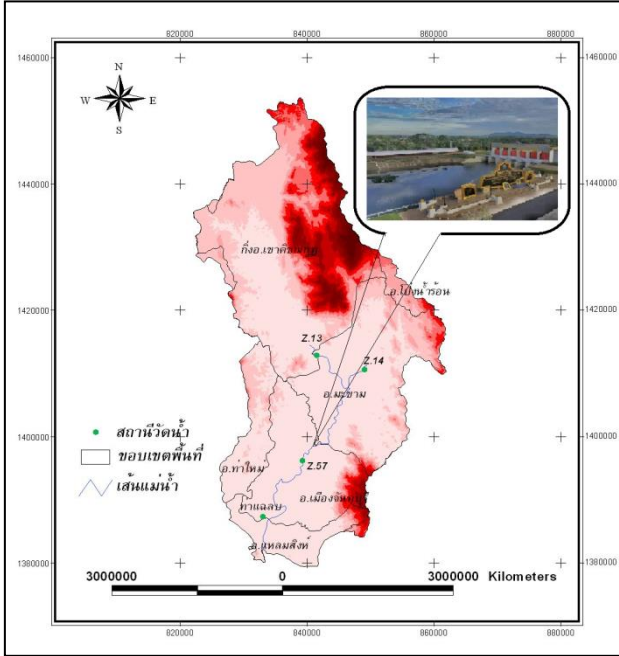 820000 840000 860000 880000
1460000 1460000
N
W E
S
1440000 1440000
กิ่งอ.เขาคิชฌกูฏ
อ.โป่งน้ำร้อน
1420000 1420000
Z.13
Z.14
อ.มะขาม
สถานีวัดน้ำ
ขอบเขตพื้นที่
เส้นแม่น้ำ
1400000 1400000
อ.ท่าใหม่
Z.57
อ.เมืองจันทบุรี
ท่าแฉลบ
อ.แหลมสิงห์
1380000 1380000
3000000 0 3000000 Kilometers
820000 840000 860000 880000